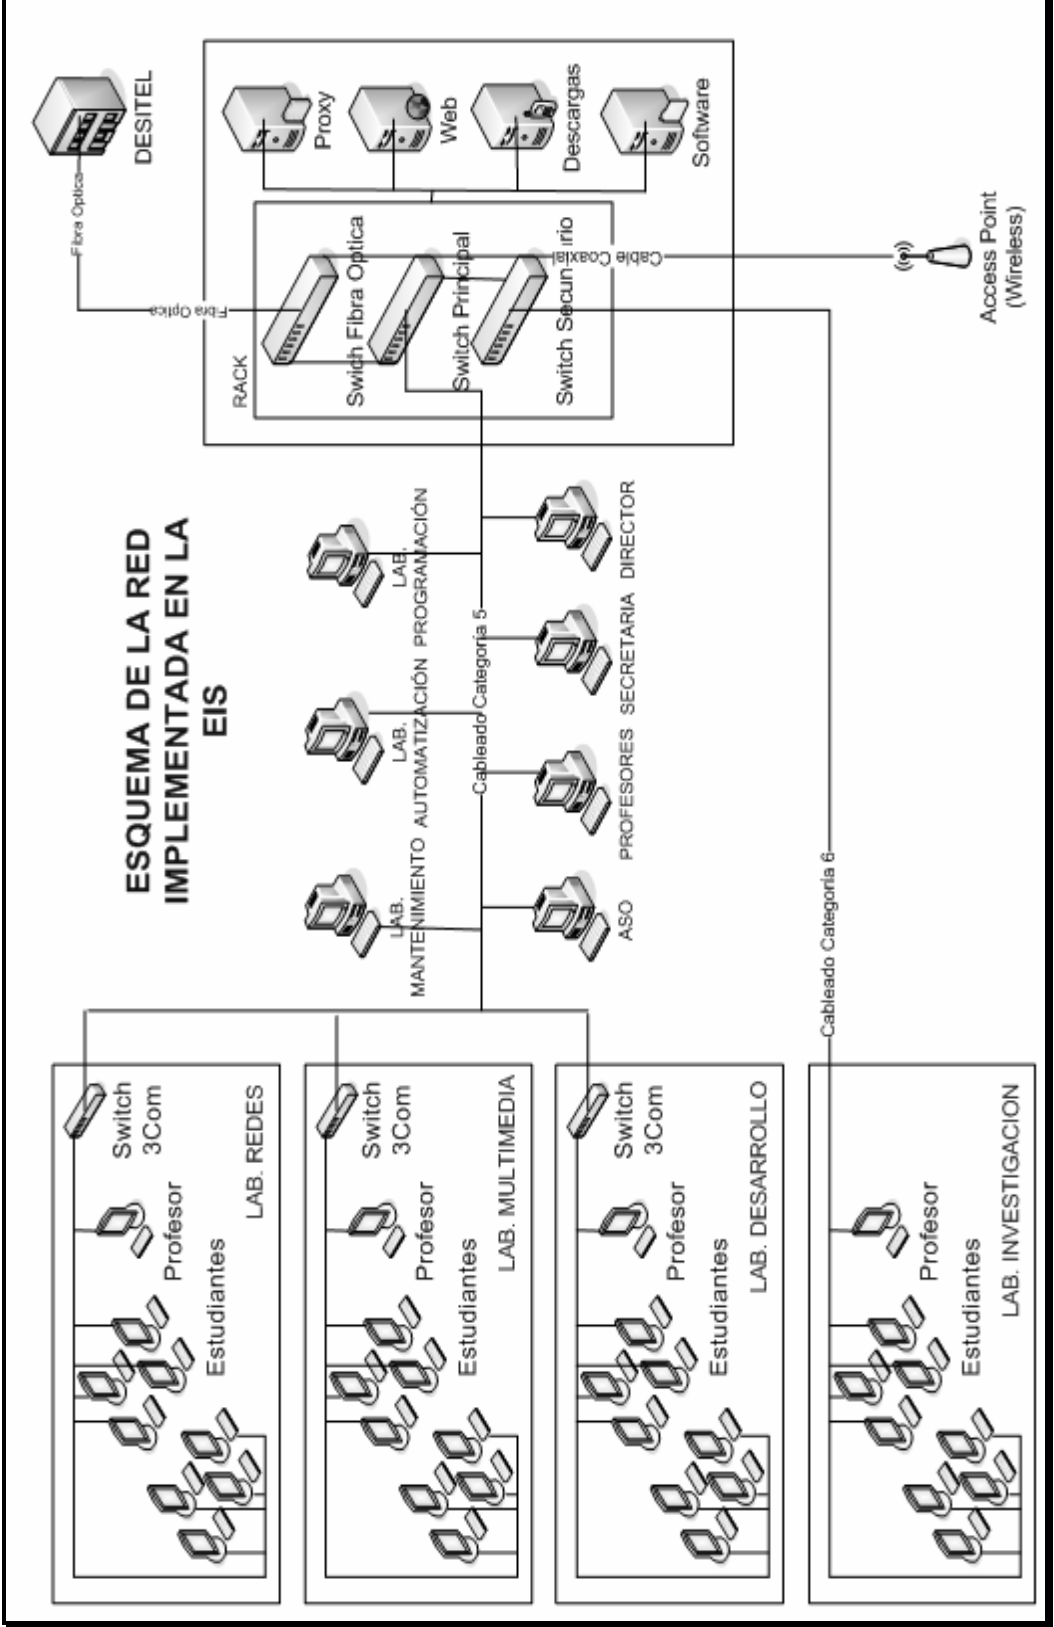 ESQUEMA DE LA RED
IMPLEMENTADA EN LA
EIS
DESITEL
Fibra Optica
Fibra Optica
Proxy
Web
Descargas
Software
RACK
Swich Fibra Optica
Switch Principal
Cable Coaxial
Access Point
(Wireless)
LAB.
MANTENIMIENTO
LAB.
AUTOMATIZACIÓN
LAB.
PROGRAMACIÓN
Cableado Categoria 5
ASO
PROFESORES
SECRETARIA
DIRECTOR
Cableado Categoria 6
Switch
3Com
Profesor
Estudiantes
LAB. REDES
Switch
3Com
Profesor
Estudiantes
LAB. MULTIMEDIA
Switch
3Com
Profesor
Estudiantes
LAB. DESARROLLO
Profesor
Estudiantes
LAB. INVESTIGACION
Switch